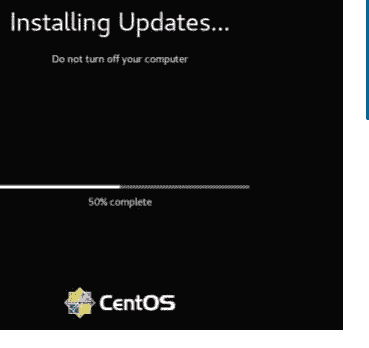 Installing Updates...
Do not turn off your computer
50% complete
CentOS